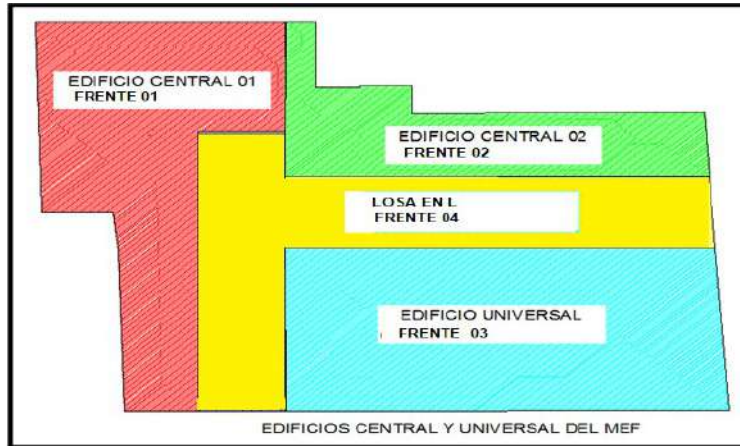 EDIFICIO CENTRAL 01
FRENTE 01
EDIFICIO CENTRAL 02
FRENTE 02
LOSA EN L
FRENTE 04
EDIFICIO UNIVERSAL
FRENTE 03
EDIFICIOS CENTRAL Y UNIVERSAL DEL MEF